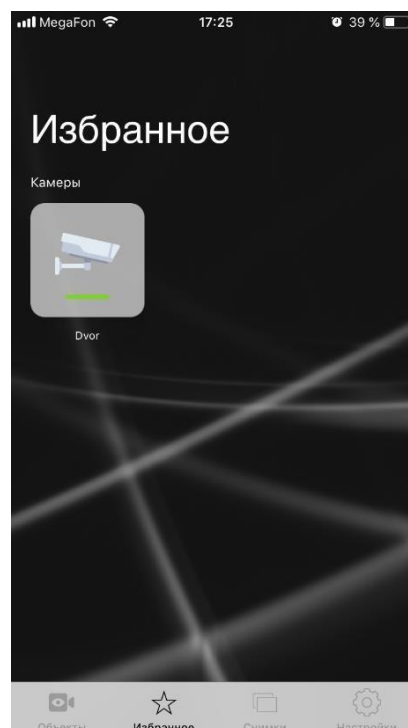 MegaFon 17:25 39 %
Избранное
Камеры
Dvor
Объекты Избранное Снимки Настройки